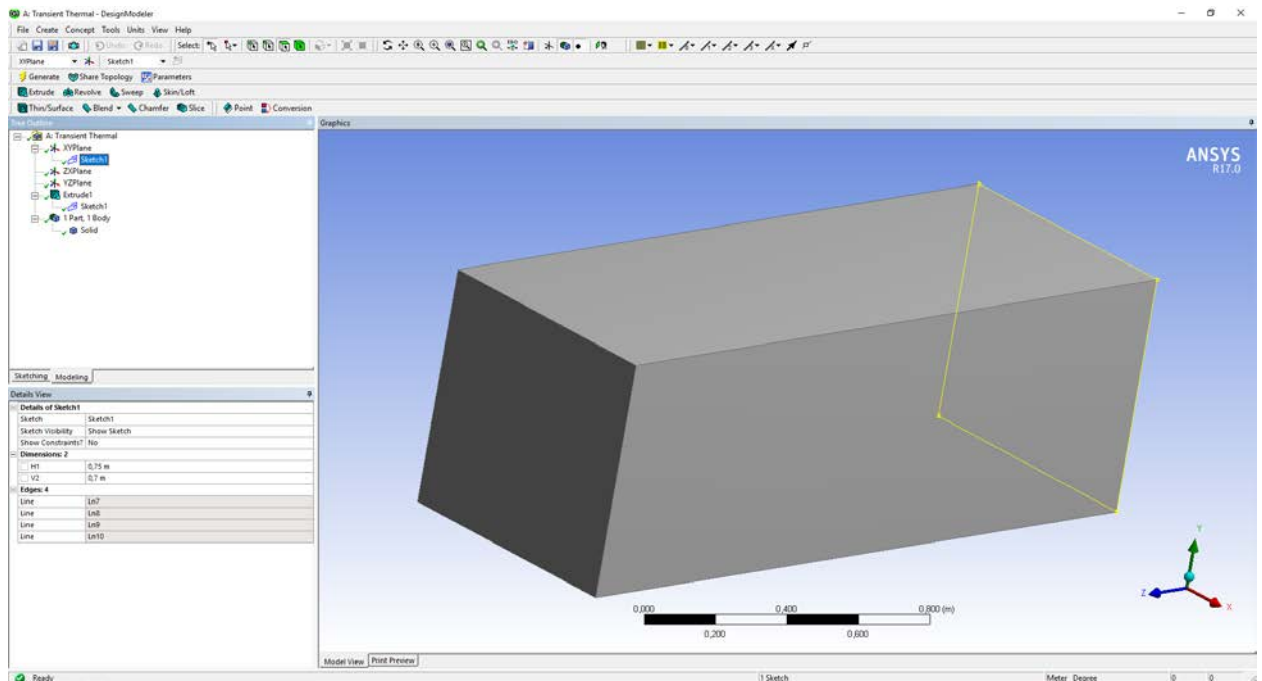 A: Transient Thermal - DesignModeler
File Create Concept Tools Units View Help
Undo Redo Select:
XYPlane Sketch1
Generate Share Topology Parameters
Extrude Revolve Sweep Skin/Loft
Thin/Surface Blend Chamfer Slice Point Conversion
Tree Outline Graphics
A: Transient Thermal
XYPlane
Sketch1
ZXPlane
YZPlane
Extrude1
Sketch1
1 Part, 1 Body
Solid
ANSYS
R17.0
Sketching Modeling
Details View
Details of Sketch1
Sketch Sketch1
Sketch Visibility Show Sketch
Show Constraints? No
Dimensions: 2
H1 0,75 m
V2 0,7 m
Edges: 4
Line Ln7
Line Ln8
Line Ln9
Line Ln10
Y
Z X
0,000 0,400 0,800 (m)
0,200 0,600
Model View Print Preview
Ready 1 Sketch Meter Degree 0 0